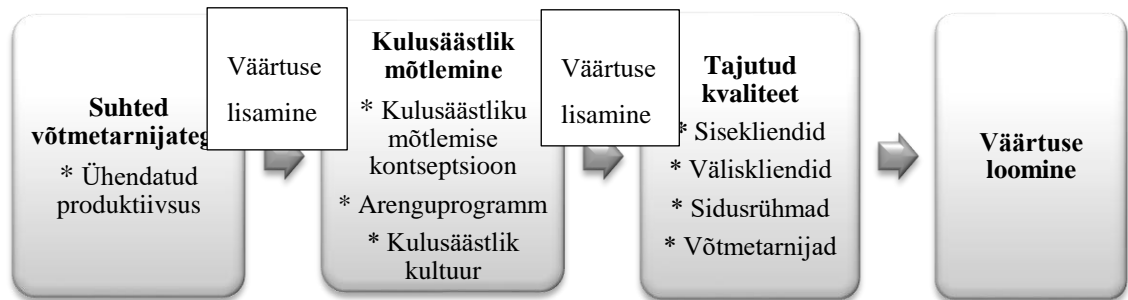 Suhted
võtmetarnijateg
* Ühendatud
produktiivsus
Väärtuse
lisamine
Kulusäästlik
mõtlemine
* Kulusäästliku
mõtlemise
kontseptsioon
* Arenguprogramm
* Kulusäästlik
kultuur
Väärtuse
lisamine
Tajutud
kvaliteet
* Sisekliendid
* Väliskliendid
* Sidusrühmad
* Võtmetarnijad
Väärtuse
loomine